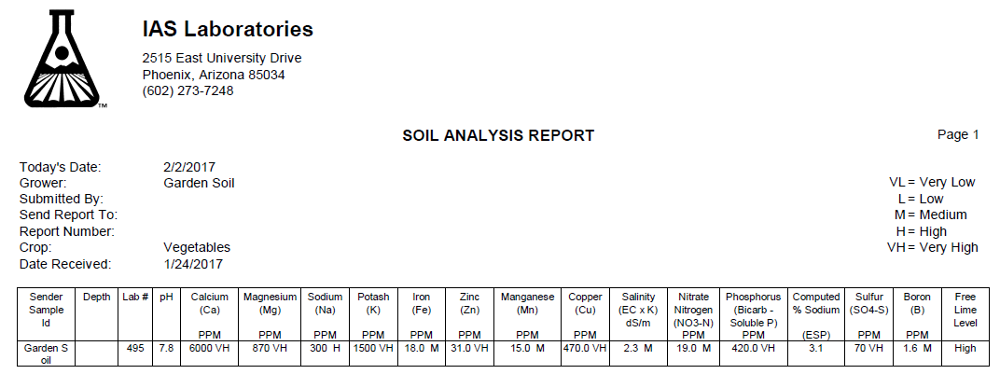 IAS Laboratories
2515 East University Drive
Phoenix, Arizona 85034
(602) 273-7248
TM
SOIL ANALYSIS REPORT
Page 1
Today's Date: 2/2/2017
Grower: Garden Soil
Submitted By:
Send Report To:
Report Number:
Crop: Vegetables
Date Received: 1/24/2017
VL = Very Low
L = Low
M = Medium
H = High
VH = Very High
Sender Depth Lab # pH Calcium Magnesium Sodium Potash Iron Zinc Manganese Copper Salinity Nitrate Phosphorus Computed Sulfur Boron Free
Sample (Ca) (Mg) (Na) (K) (Fe) (Zn) (Mn) (Cu) (EC x K) Nitrogen (Bicarb - % Sodium (SO4-S) (B) Lime
Id dS/m (NO3-N) Soluble P) Level
PPM PPM PPM PPM PPM PPM PPM PPM PPM PPM (ESP) PPM PPM
Garden S 495 7.8 6000 VH 870 VH 300 H 1500 VH 18.0 M 31.0 VH 15.0 M 470.0 VH 2.3 M 19.0 M 420.0 VH 3.1 70 VH 1.6 M High
oil